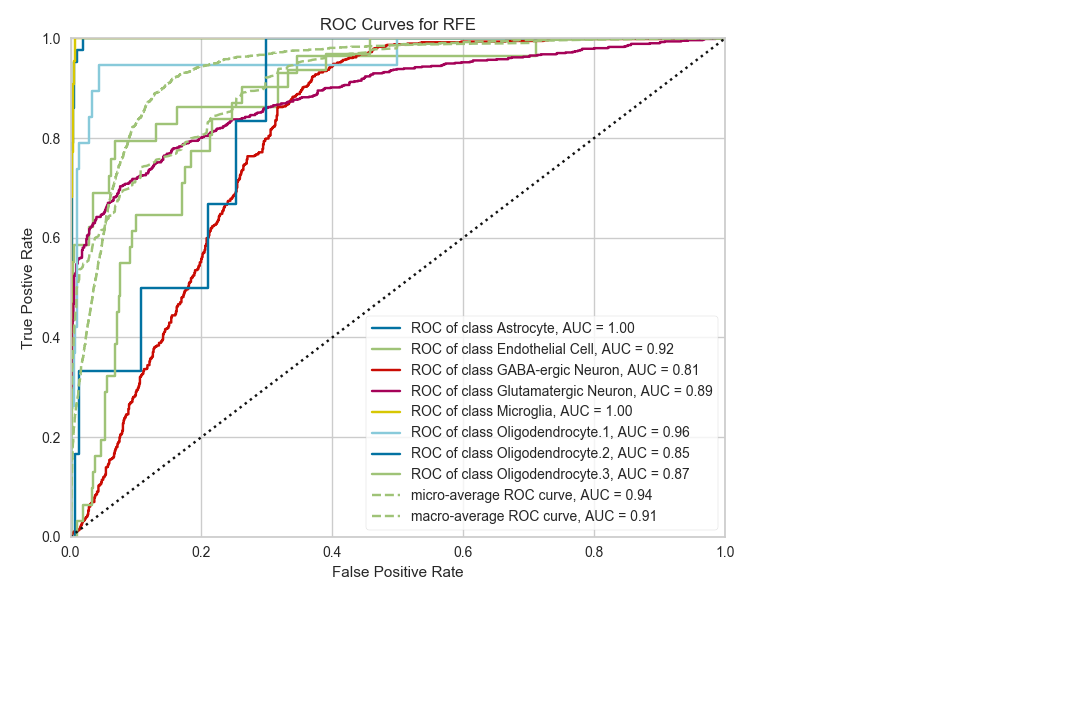 ROC Curves for RFE
1.0
0.8
0.6
0.4
0.2
0.0
True Postive Rate
ROC of class Astrocyte, AUC = 1.00
ROC of class Endothelial Cell, AUC = 0.92
ROC of class GABA-ergic Neuron, AUC = 0.81
ROC of class Glutamatergic Neuron, AUC = 0.89
ROC of class Microglia, AUC = 1.00
ROC of class Oligodendrocyte.1, AUC = 0.96
ROC of class Oligodendrocyte.2, AUC = 0.85
ROC of class Oligodendrocyte.3, AUC = 0.87
micro-average ROC curve, AUC = 0.94
macro-average ROC curve, AUC = 0.91
0.0 0.2 0.4 0.6 0.8 1.0
False Positive Rate